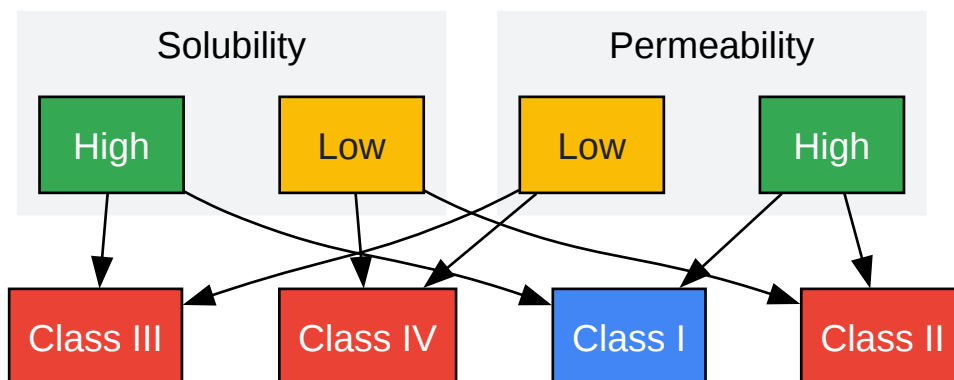 Solubility
Permeability
High
Low
Low
High
Class III
Class IV
Class I
Class II